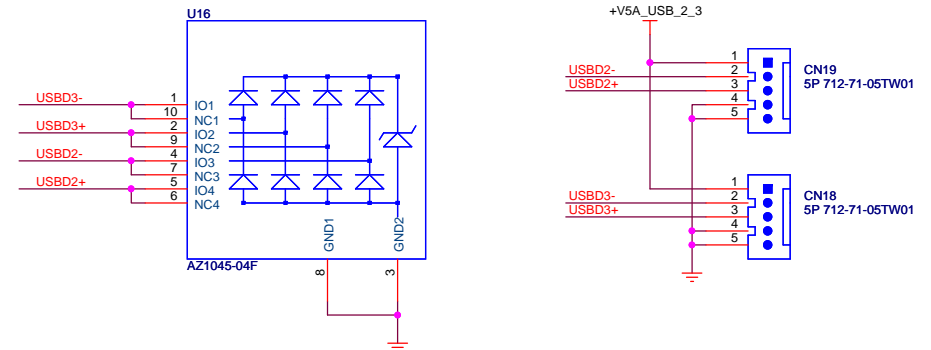 U16
USBD3-
1
IO1
10
NC1
USBD3+
2
IO2
9
NC2
USBD2-
4
IO3
7
NC3
USBD2+
5
IO4
6
NC4
GND1
GND2
AZ1045-04F
8
3
+V5A_USB_2_3
1
USBD2-
2
USBD2+
3
4
5
CN19
5P 712-71-05TW01
1
USBD3-
2
USBD3+
3
4
5
CN18
5P 712-71-05TW01